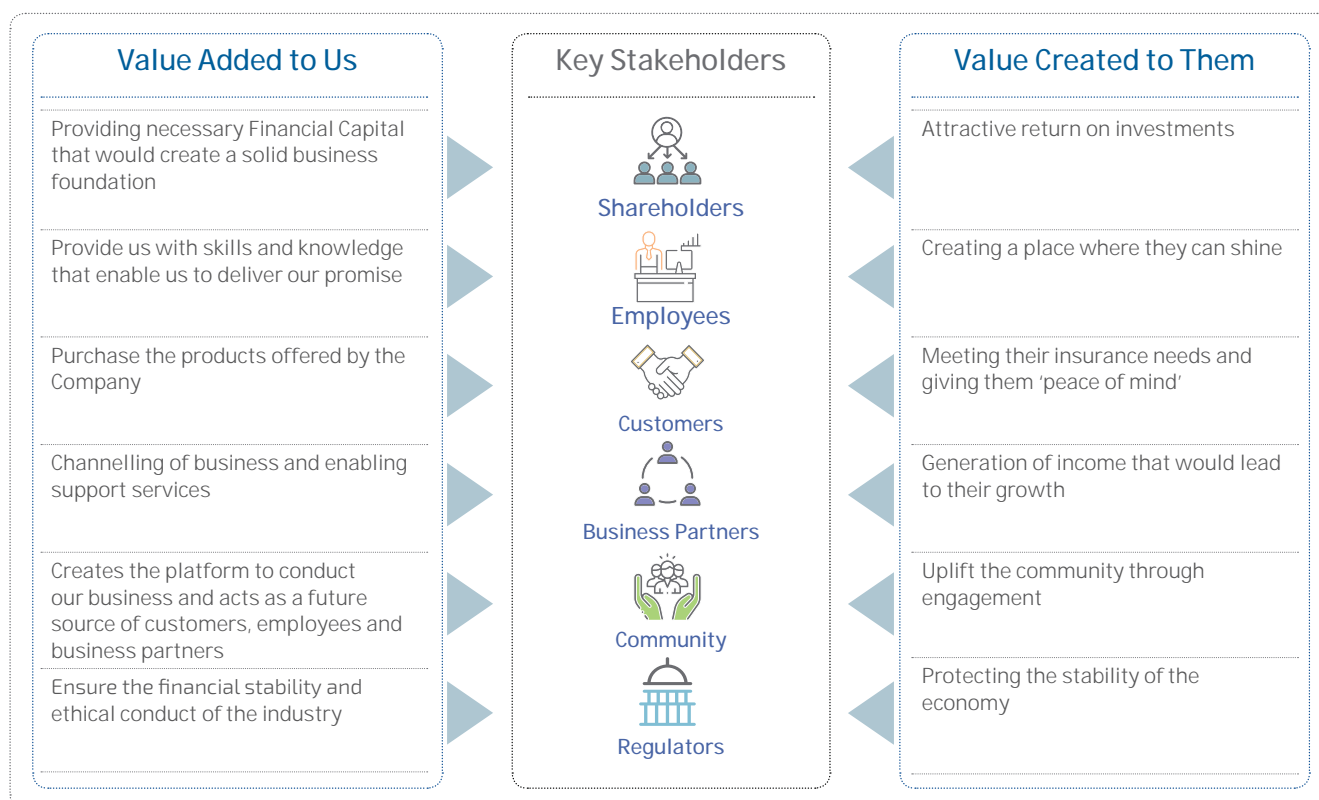 Value Added to Us
Key Stakeholders
Value Created to Them
Providing necessary Financial Capital
that would create a solid business
foundation
Shareholders
Attractive return on investments
Provide us with skills and knowledge
that enable us to deliver our promise
Employees
Creating a place where they can shine
Purchase the products offered by the
Company
Customers
Meeting their insurance needs and
giving them ‘peace of mind’
Channelling of business and enabling
support services
Business Partners
Generation of income that would lead
to their growth
Creates the platform to conduct
our business and acts as a future
source of customers, employees and
business partners
Community
Uplift the community through
engagement
Ensure the financial stability and
ethical conduct of the industry
Regulators
Protecting the stability of the
economy